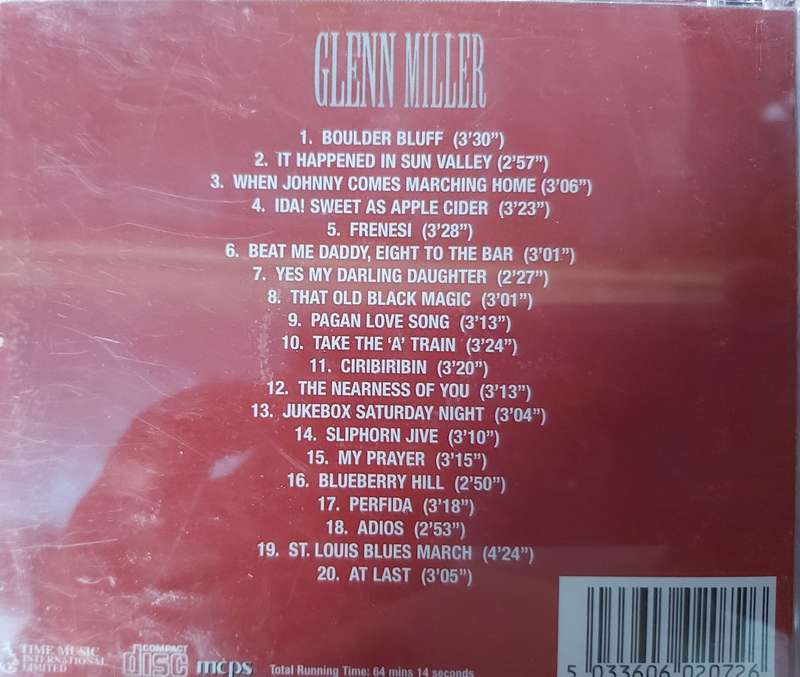 GLENN MILLER
1. BOULDER BLUFF (3'30")
2. IT HAPPENED IN SUN VALLEY (2'57")
3. WHEN JOHNNY COMES MARCHING HOME (3'06")
4. IDA! SWEET AS APPLE CIDER (3'23")
5. FRENESI (3'28")
6. BEAT ME DADDY, EIGHT TO THE BAR (3'01")
7. YES MY DARLING DAUGHTER (2'27")
8. THAT OLD BLACK MAGIC (3'01")
9. PAGAN LOVE SONG (3'13")
10. TAKE THE 'A' TRAIN (3'24")
11. CIRIBIRIBIN (3'20")
12. THE NEARNESS OF YOU (3'13")
13. JUKEBOX SATURDAY NIGHT (3'04")
14. SLIPHORN JIVE (3'10")
15. MY PRAYER (3'15")
16. BLUEBERRY HILL (2'50")
17. PERFIDA (3'18")
18. ADIOS (2'53")
19. ST. LOUIS BLUES MARCH (4'24")
20. AT LAST (3'05")
TIME MUSIC
INTERNATIONAL
LIMITED
COMPACT
disc
mcps
Total Running Time: 64 mins 14 seconds
5 033606 020726